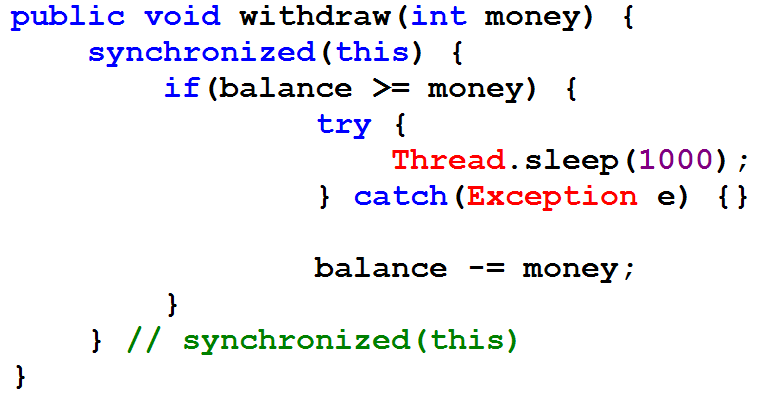 public void withdraw(int money) {
    synchronized(this) {
        if(balance >= money) {
                try {
                    Thread.sleep(1000);
                } catch(Exception e) {}

                balance -= money;
        }
    } // synchronized(this)
}